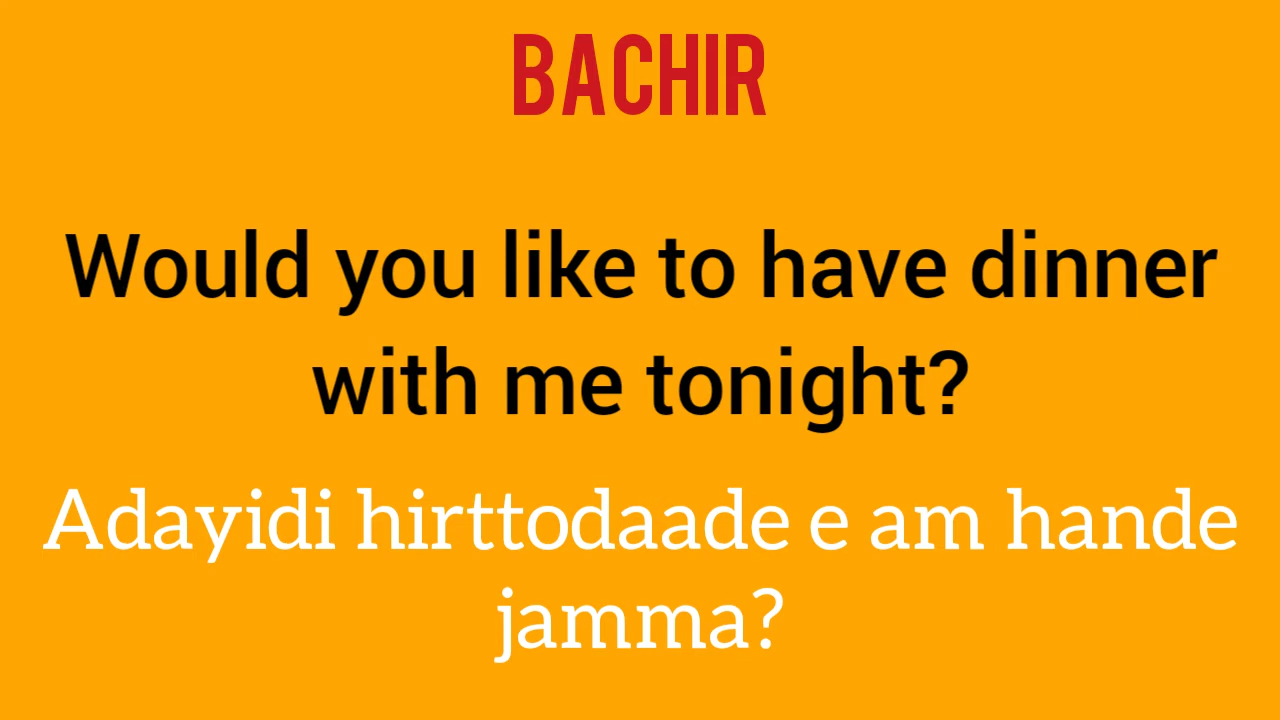 BACHIR
Would you like to have dinner
with me tonight?
Adayidi hirttodaade e am hande
jamma?